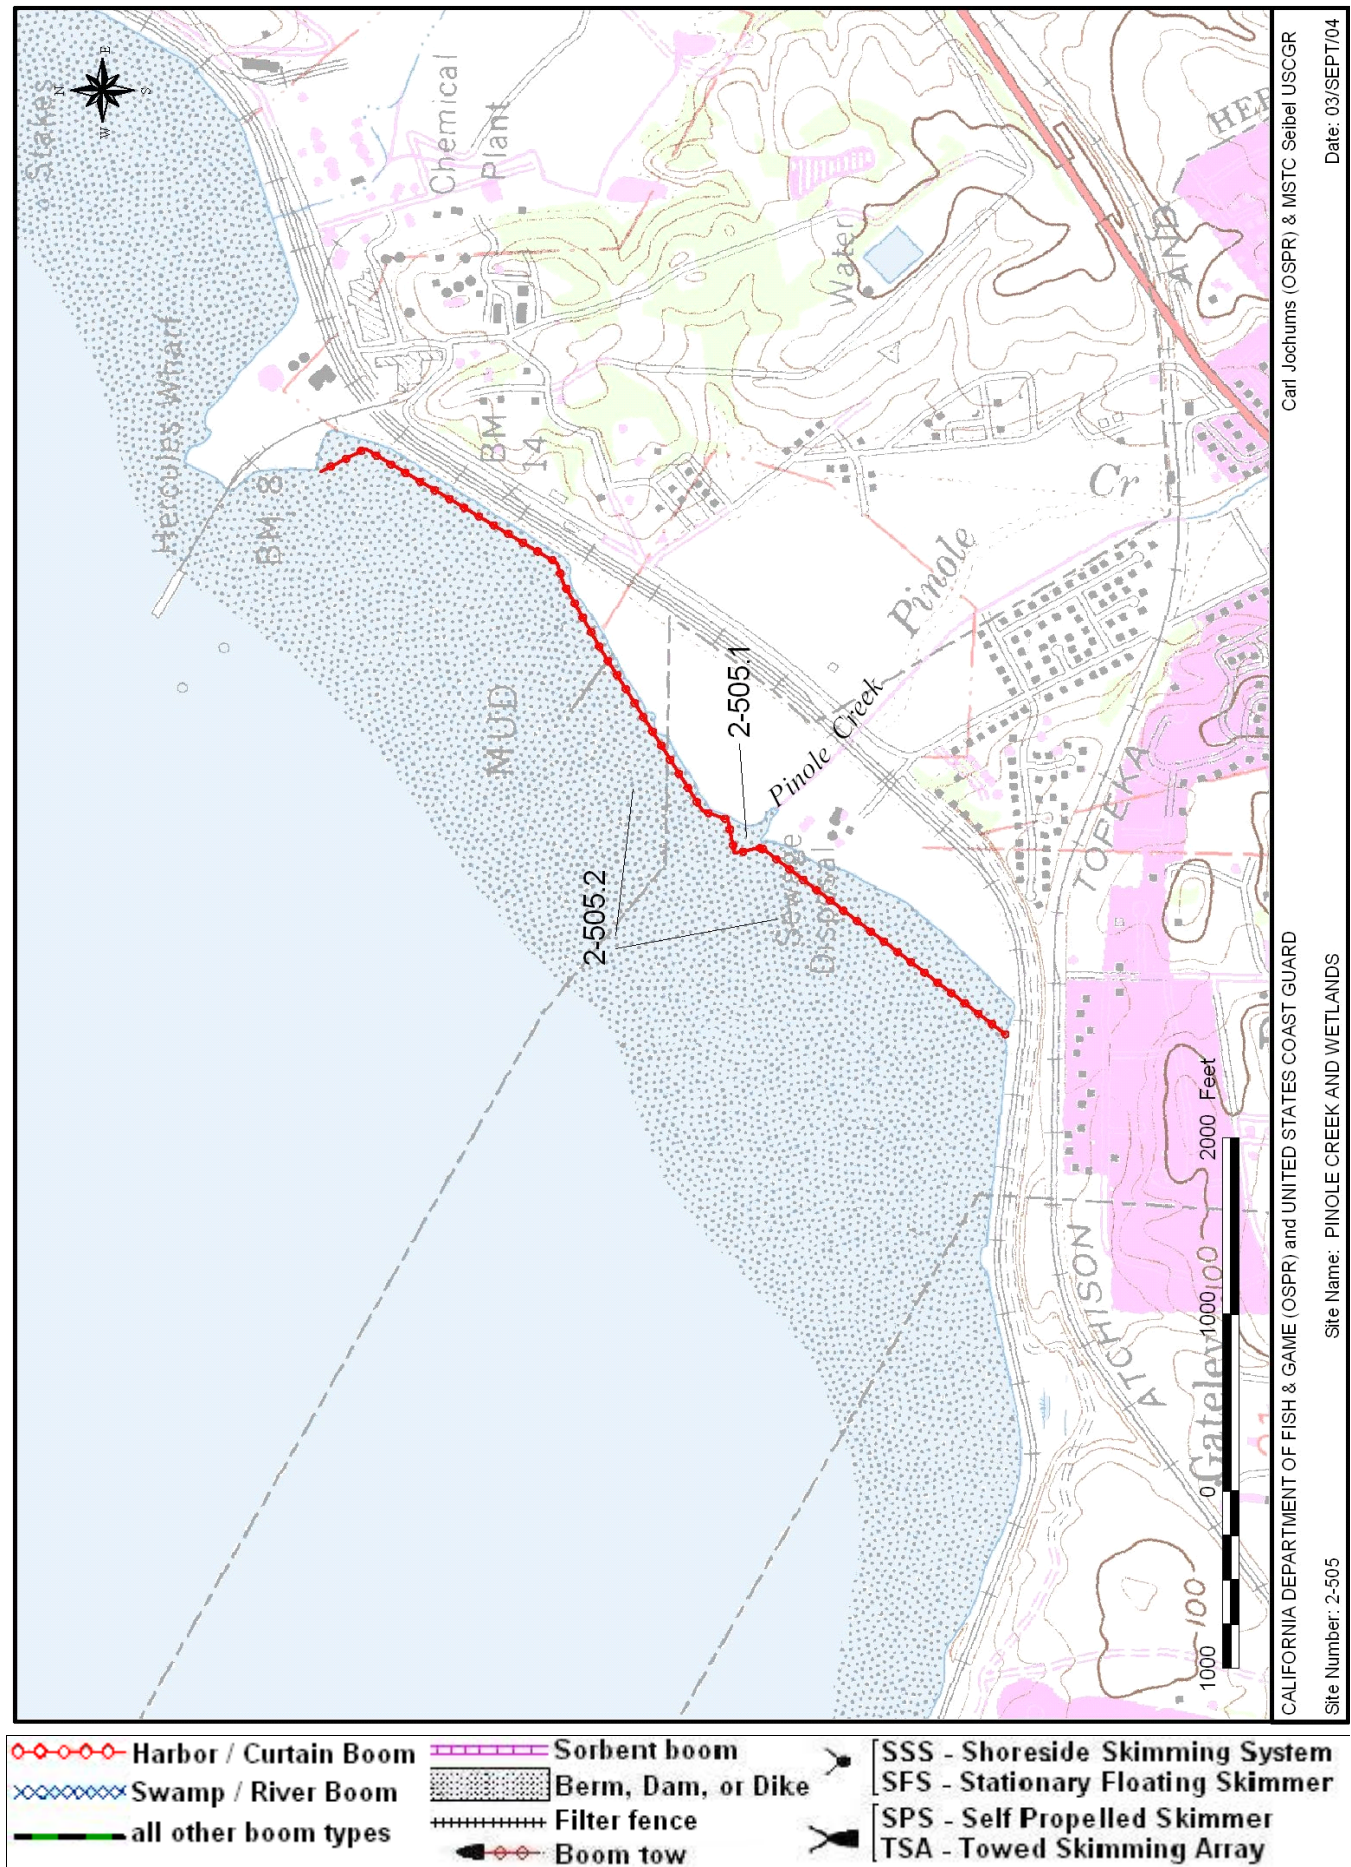 Stakes
N
E
S
W
Chemical
Plant
Hercules Wharf
BM 8
BM
14
Water
HER
AND
MUD
Pinole
Cr
2-505.1
Pinole Creek
2-505.2
Sewage
Disposal
TOPEKA
ATCHISON
Gateley
100
100
1000 0 1000 2000 Feet
CALIFORNIA DEPARTMENT OF FISH & GAME (OSPR) and UNITED STATES COAST GUARD
Carl Jochums (OSPR) & MSTC Seibel USCGR
Site Number: 2-505
Site Name: PINOLE CREEK AND WETLANDS
Date: 03/SEPT/04
Harbor / Curtain Boom
Swamp / River Boom
all other boom types
Sorbent boom
Berm, Dam, or Dike
Filter fence
Boom tow
SSS - Shoreside Skimming System
SFS - Stationary Floating Skimmer
SPS - Self Propelled Skimmer
TSA - Towed Skimming Array